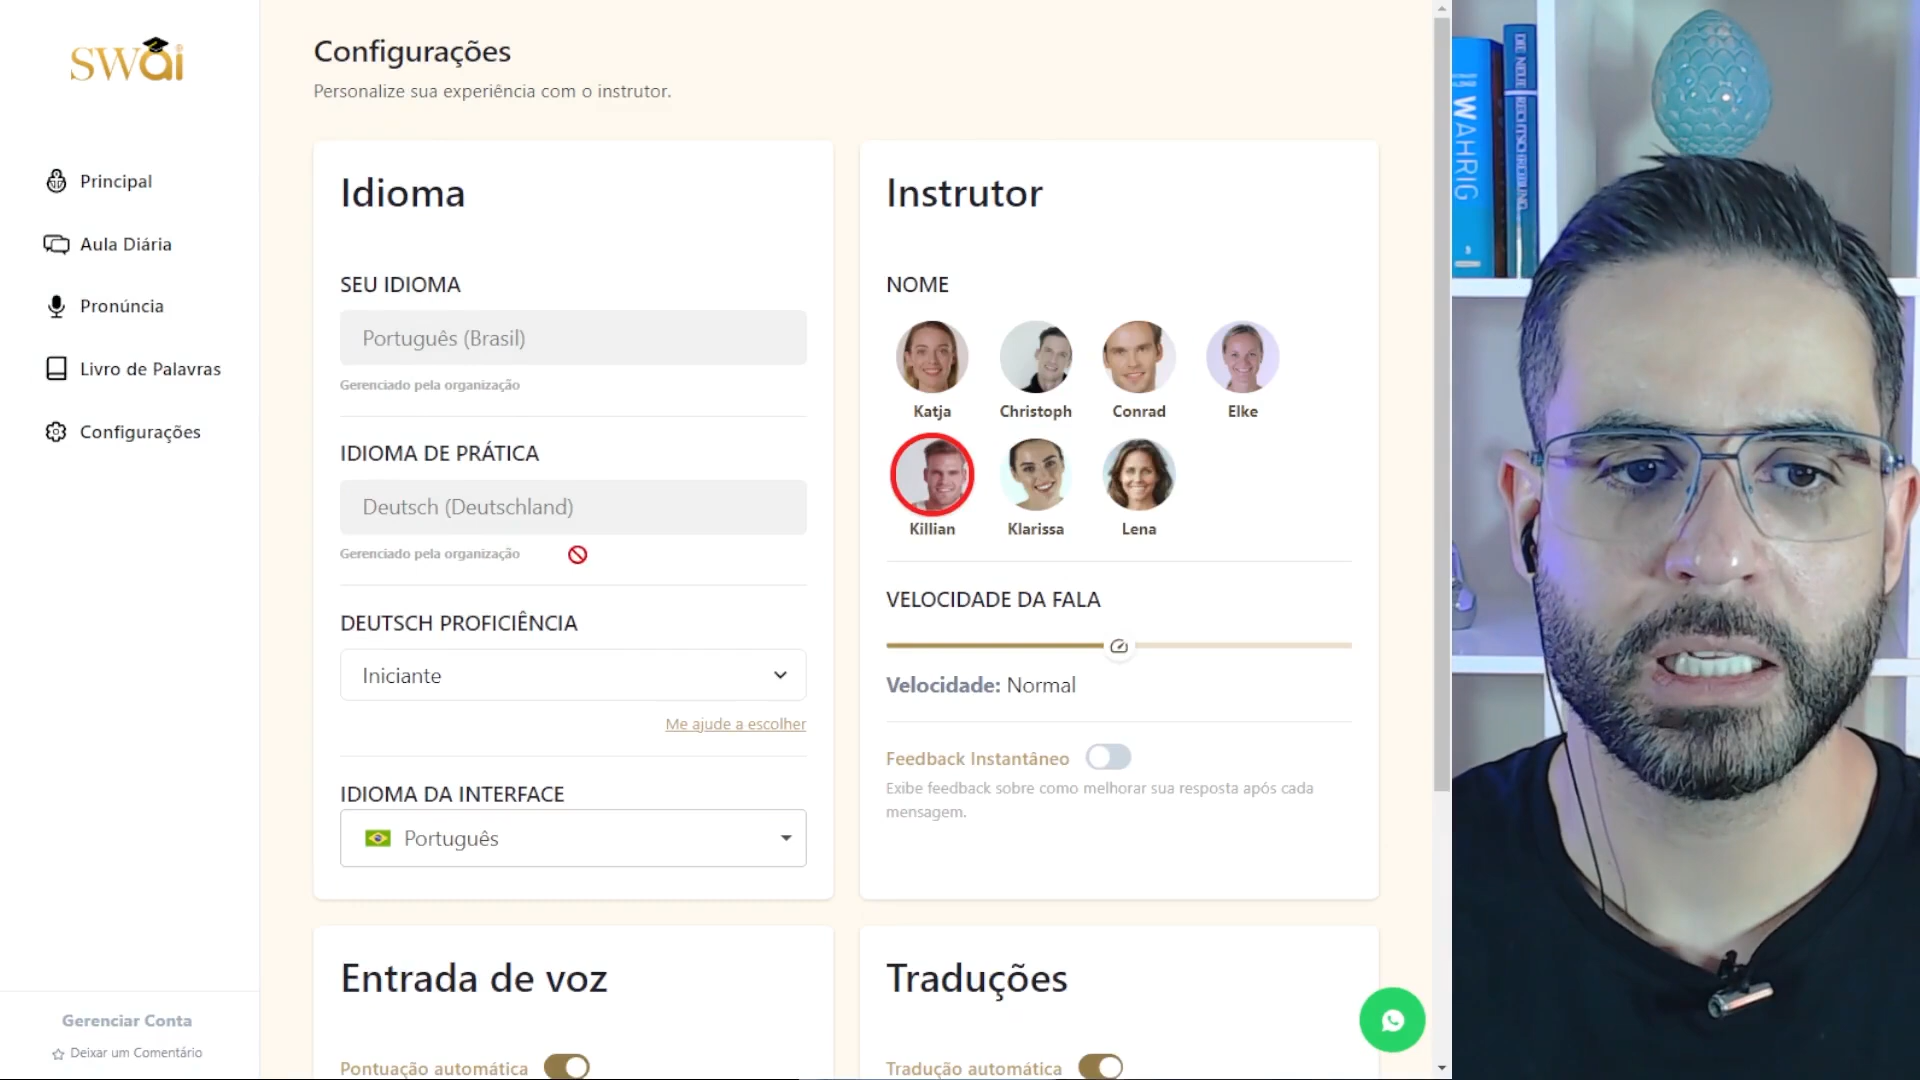 swai
Principal
Aula Diária
Pronúncia
Livro de Palavras
Configurações
Gerenciar Conta
Deixar um Comentário
Configurações
Personalize sua experiência com o instrutor.
Idioma
SEU IDIOMA
Português (Brasil)
Gerenciado pela organização
IDIOMA DE PRÁTICA
Deutsch (Deutschland)
Gerenciado pela organização
DEUTSCH PROFICIÊNCIA
Iniciante
Me ajude a escolher
IDIOMA DA INTERFACE
Português
Instrutor
NOME
Katja
Christoph
Conrad
Elke
Killian
Klarissa
Lena
VELOCIDADE DA FALA
Velocidade: Normal
Feedback Instantâneo
Exibe feedback sobre como melhorar sua resposta após cada
mensagem.
Entrada de voz
Pontuação automática
Traduções
Tradução automática
WAHRIG
DIE NEUE RECHTSCHREIBUNG